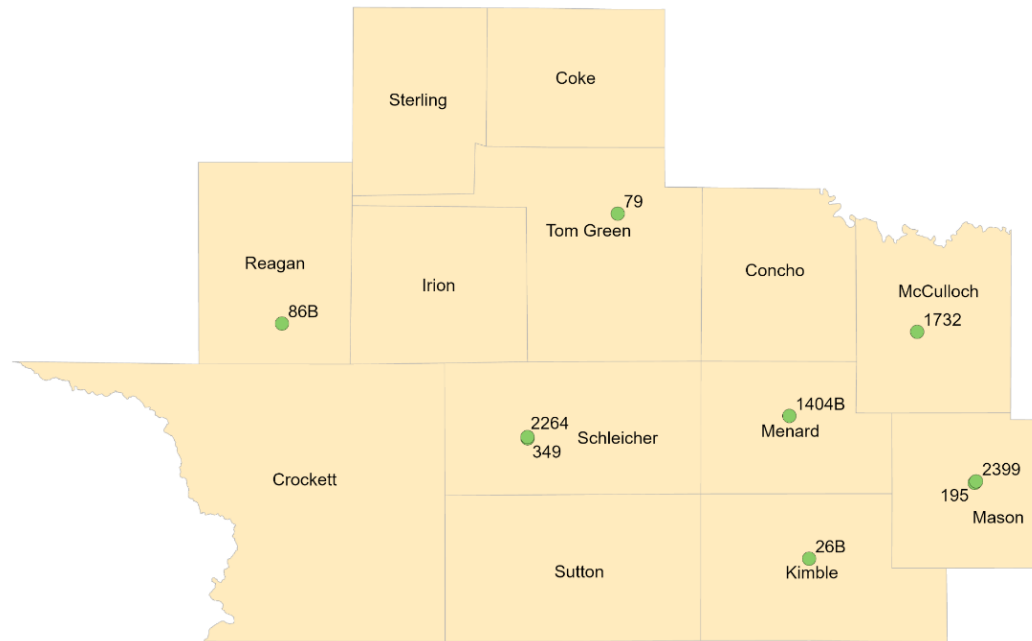 Coke
Sterling
79
Tom Green
Reagan
Irion
Concho
McCulloch
86B
1732
1404B
2264
Menard
Schleicher
349
2399
Crockett
195
Mason
26B
Sutton
Kimble